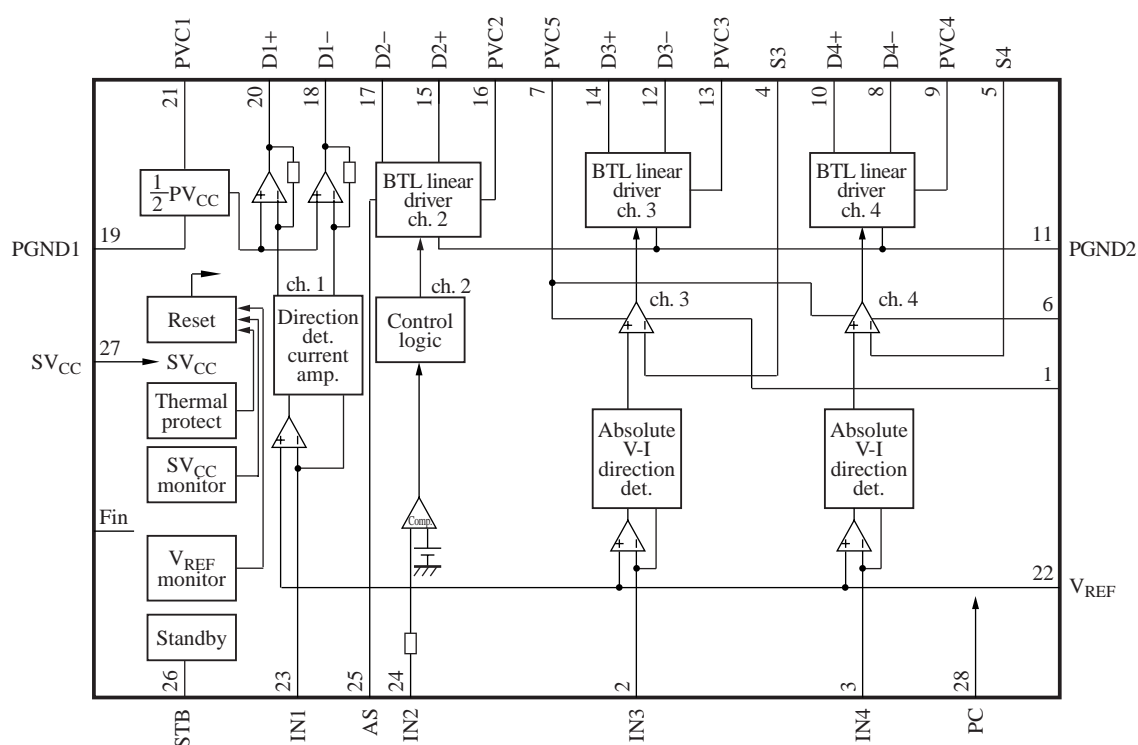 PVC1
D1+
D1−
D2−
D2+
PVC2
PVC5
D3+
D3−
PVC3
S3
D4+
D4−
PVC4
S4
21
20
18
17
15
16
7
14
12
13
4
10
8
9
5
1/2 PVCC
+ −
− +
BTL linear
driver
ch. 2
BTL linear
driver
ch. 3
BTL linear
driver
ch. 4
PGND1
19
11
PGND2
ch. 1
ch. 2
ch. 3
ch. 4
6
Reset
Direction
det.
current
amp.
Control
logic
+ −
+ −
SVCC
27
SVCC
1
Thermal
protect
+ −
Absolute
V-I
direction
det.
Absolute
V-I
direction
det.
SVCC
monitor
Fin
Comp.
+ −
+ −
VREF
monitor
22
VREF
Standby
26
23
25
24
2
3
28
STB
IN1
AS
IN2
IN3
IN4
PC